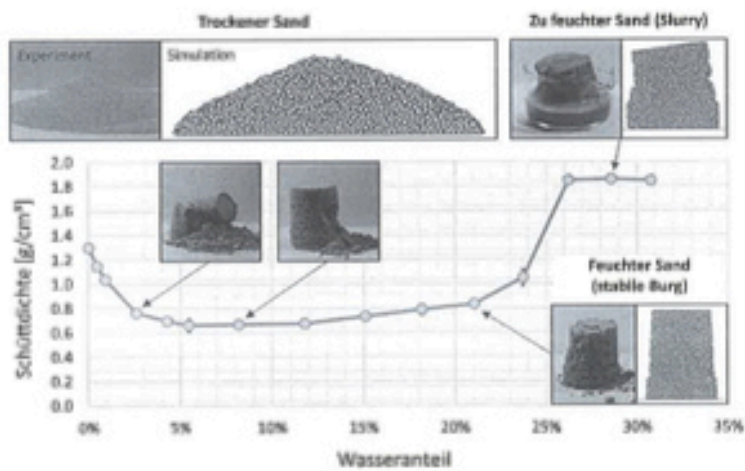 Trockener Sand
Zu feuchter Sand (Slurry)
Experiment
Simulation
Feuchter Sand
(stabile Burg)
Schüttdichte [g/cm³]
2.0
1.8
1.6
1.4
1.2
1.0
0.8
0.6
0.4
0.2
0.0
0%
5%
10%
15%
20%
25%
30%
35%
Wasseranteil